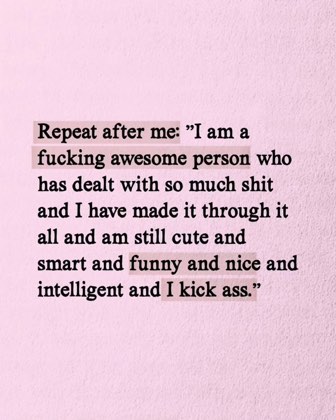 Repeat after me: ”I am a
fucking awesome person who
has dealt with so much shit
and I have made it through it
all and am still cute and
smart and funny and nice and
intelligent and I kick ass.”